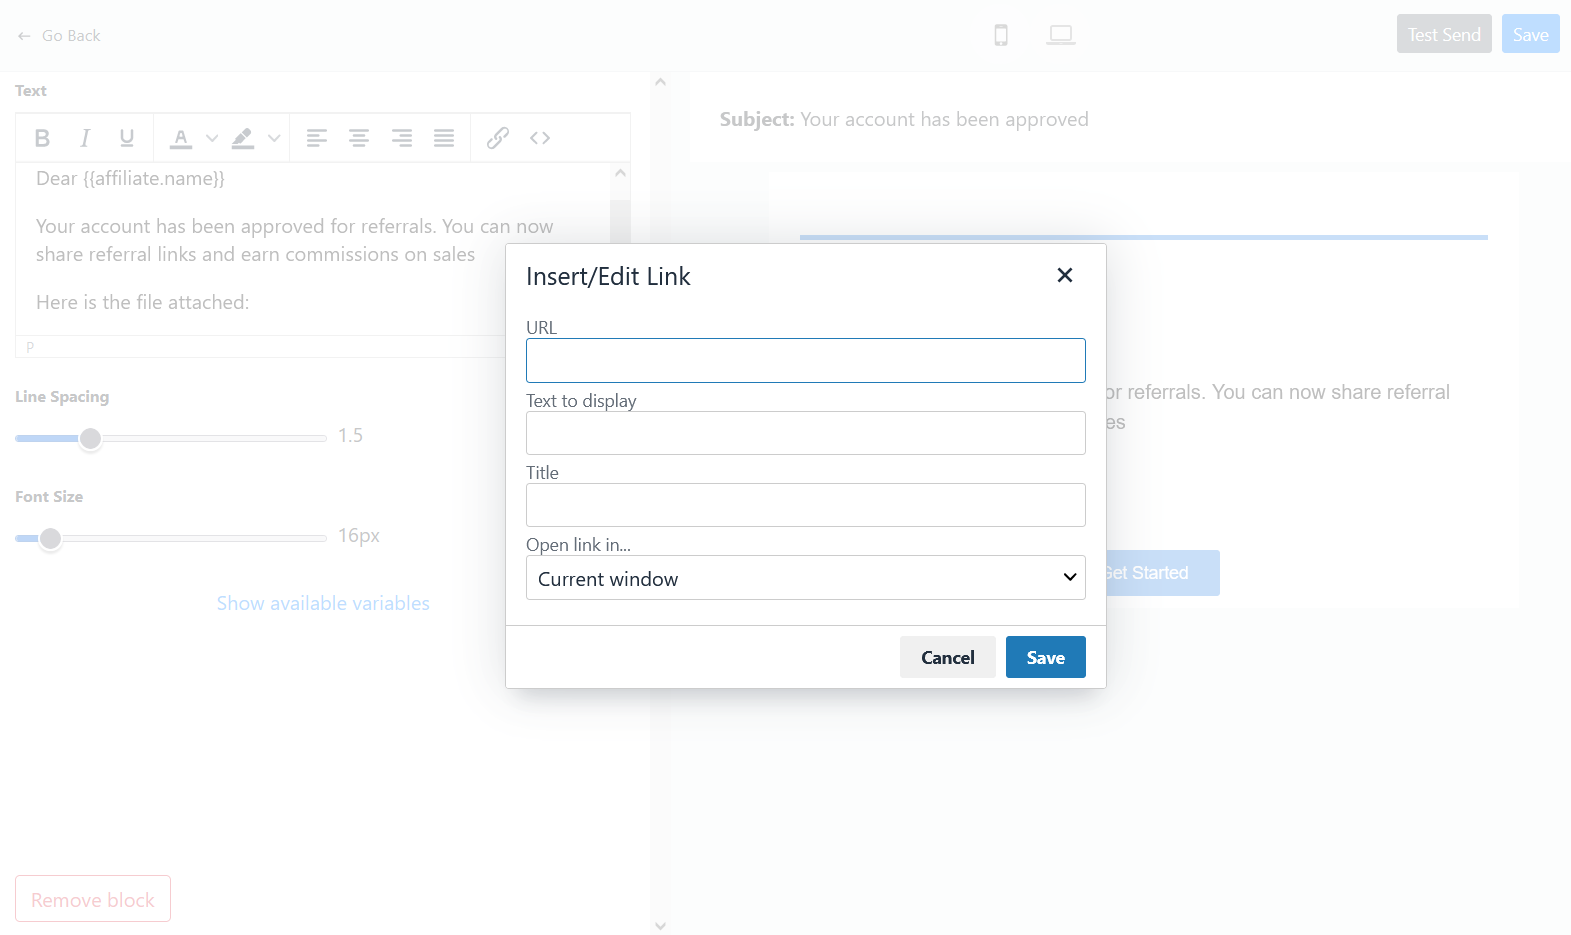 Go Back
Test Send
Save
Text
B I U A
Subject: Your account has been approved
Dear {{affiliate.name}}
Your account has been approved for referrals. You can now
share referral links and earn commissions on sales
Here is the file attached:
P
Insert/Edit Link
URL
Text to display
Title
Open link in...
Current window
Cancel
Save
or referrals. You can now share referral
es
Get Started
Line Spacing
1.5
Font Size
16px
Show available variables
Remove block